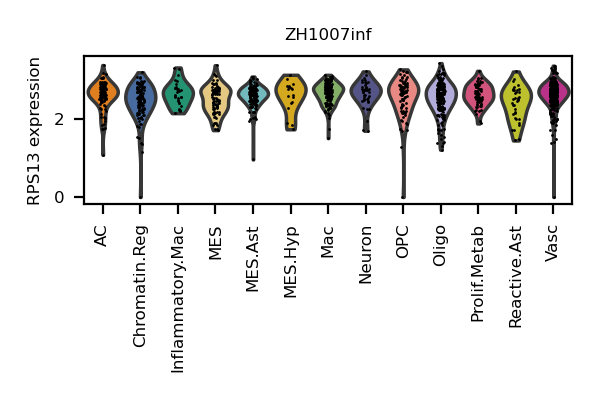 ZH1007inf
RPS13 expression
2
0
AC
Chromatin.Reg
Inflammatory.Mac
MES
MES.Ast
MES.Hyp
Mac
Neuron
OPC
Oligo
Prolif.Metab
Reactive.Ast
Vasc